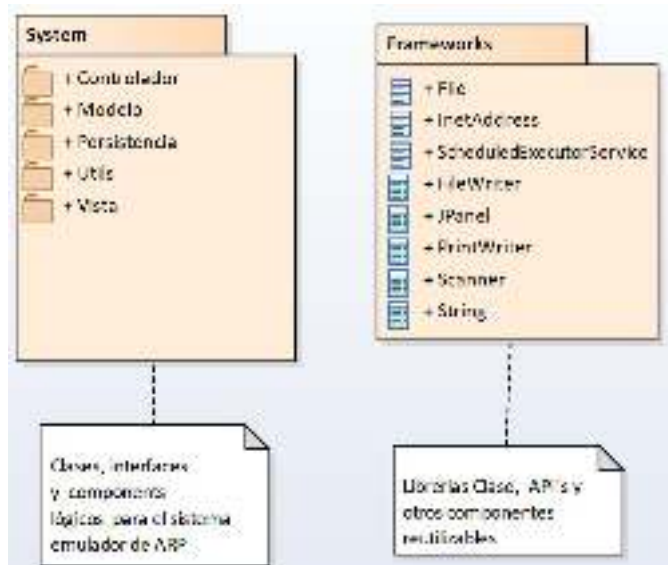 System
+ Controlador
+ Modelo
+ Persistencia
+ Utils
+ Vista
Clases, interfaces
y components
lógicos para el sistema
emulador de ARP
Frameworks
+ File
+ InetAddress
+ ScheduledExecutorService
+ FileWriter
+ JPanel
+ PrintWriter
+ Scanner
+ String
Librerias Clase, API's y
otros componentes
reutilizables